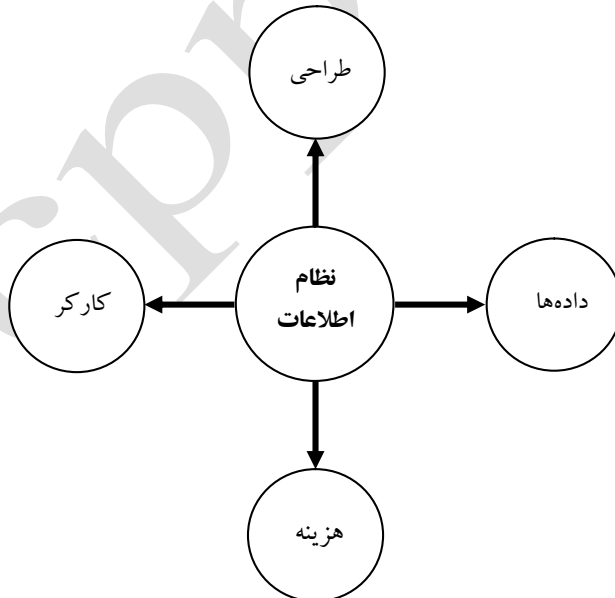 طراحی
نظام
اطلاعات
داده‌ها
کارکر
هزینه